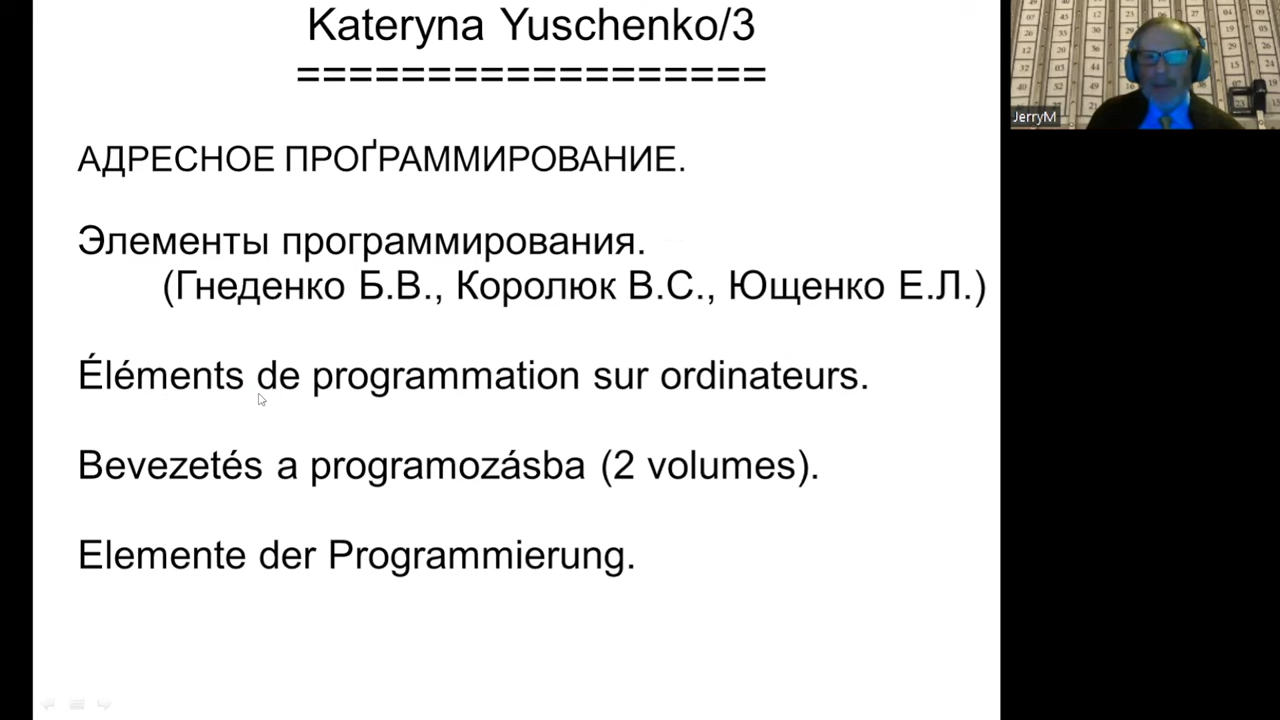 Kateryna Yuschenko/3
==================
АДРЕСНОЕ ПРОҐРАММИРОВАНИЕ.
Элементы программирования.
(Гнеденко Б.В., Королюк В.С., Ющенко Е.Л.)
Éléments de programmation sur ordinateurs.
Bevezetés a programozásba (2 volumes).
Elemente der Programmierung.
JerryM